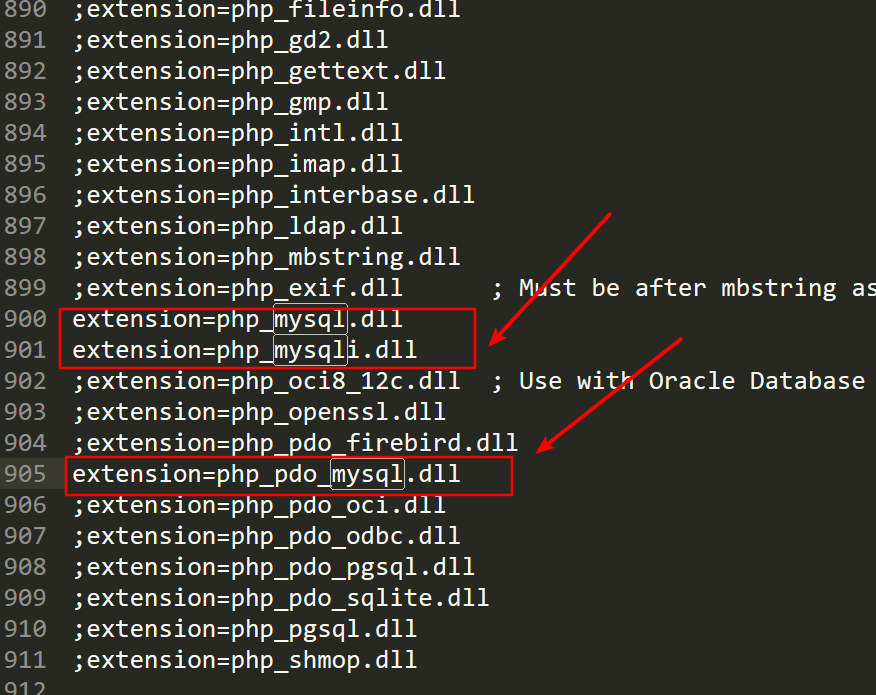 890 ;extension=php_fileinfo.dll
891 ;extension=php_gd2.dll
892 ;extension=php_gettext.dll
893 ;extension=php_gmp.dll
894 ;extension=php_intl.dll
895 ;extension=php_imap.dll
896 ;extension=php_interbase.dll
897 ;extension=php_ldap.dll
898 ;extension=php_mbstring.dll
899 ;extension=php_exif.dll ; Must be after mbstring as
900 extension=php_mysql.dll
901 extension=php_mysqli.dll
902 ;extension=php_oci8_12c.dll ; Use with Oracle Database
903 ;extension=php_openssl.dll
904 ;extension=php_pdo_firebird.dll
905 extension=php_pdo_mysql.dll
906 ;extension=php_pdo_oci.dll
907 ;extension=php_pdo_odbc.dll
908 ;extension=php_pdo_pgsql.dll
909 ;extension=php_pdo_sqlite.dll
910 ;extension=php_pgsql.dll
911 ;extension=php_shmop.dll
912